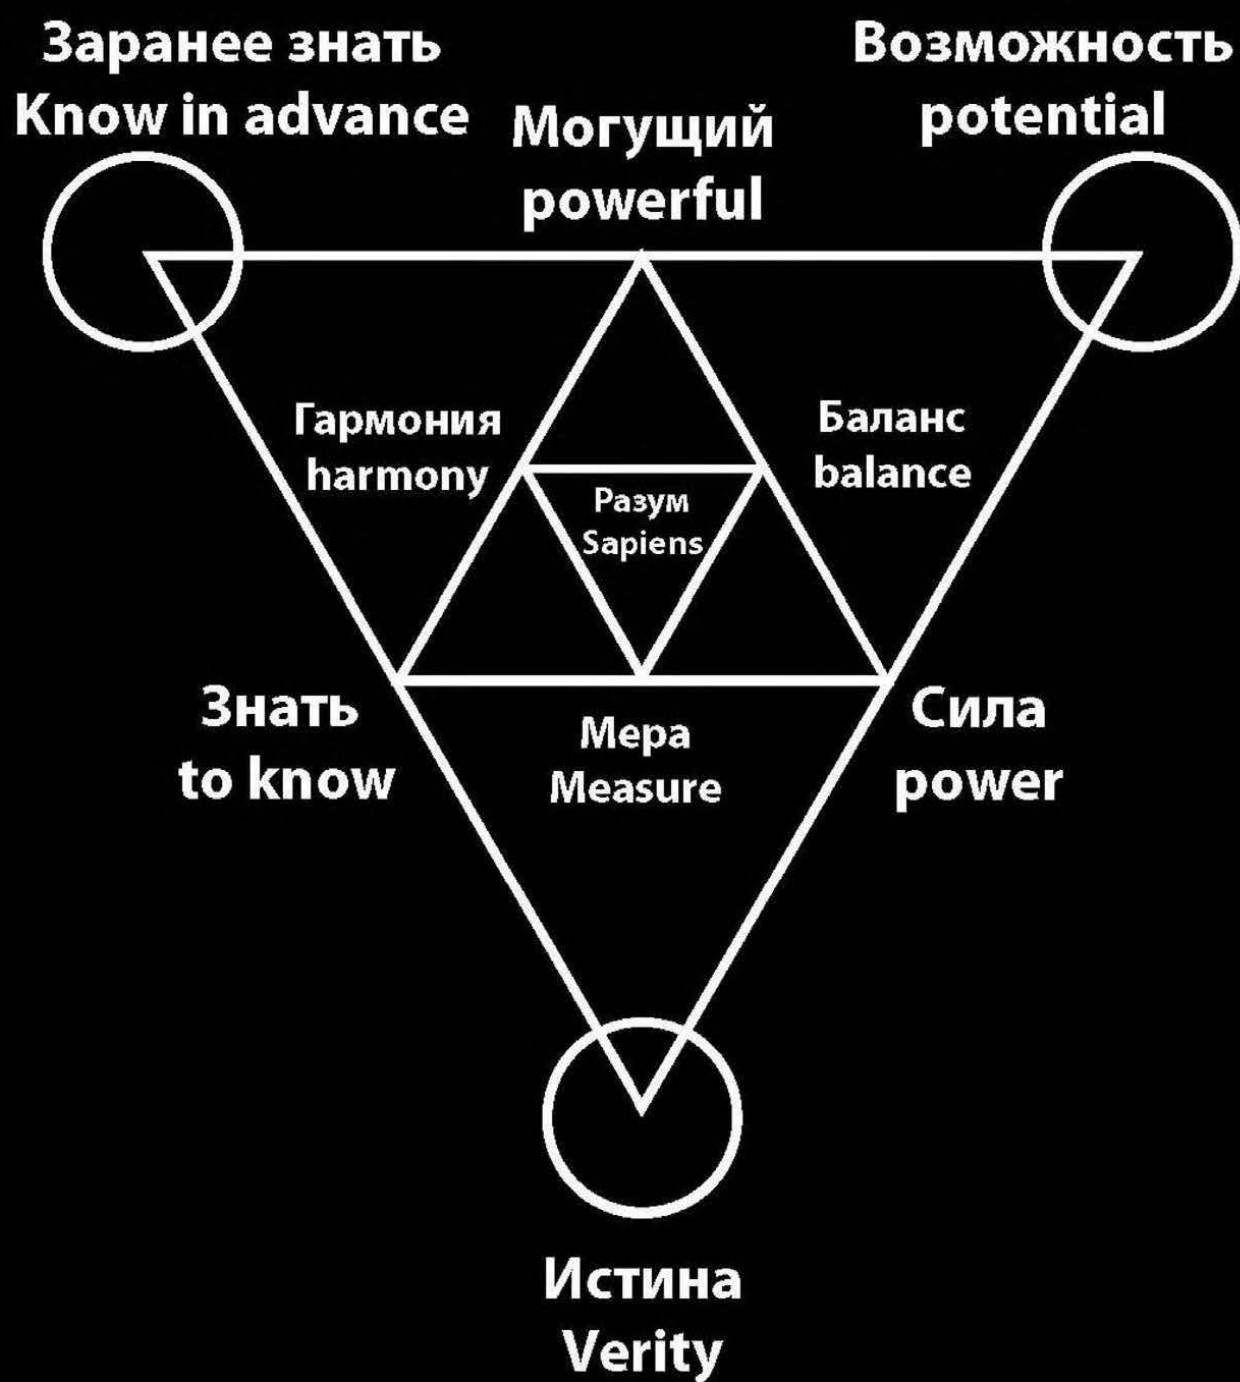 Заранее знать
Know in advance
Возможность
potential
Могущий
powerful
Гармония
harmony
Баланс
balance
Разум
Sapiens
Знать
to know
Мера
Measure
Сила
power
Истина
Verity